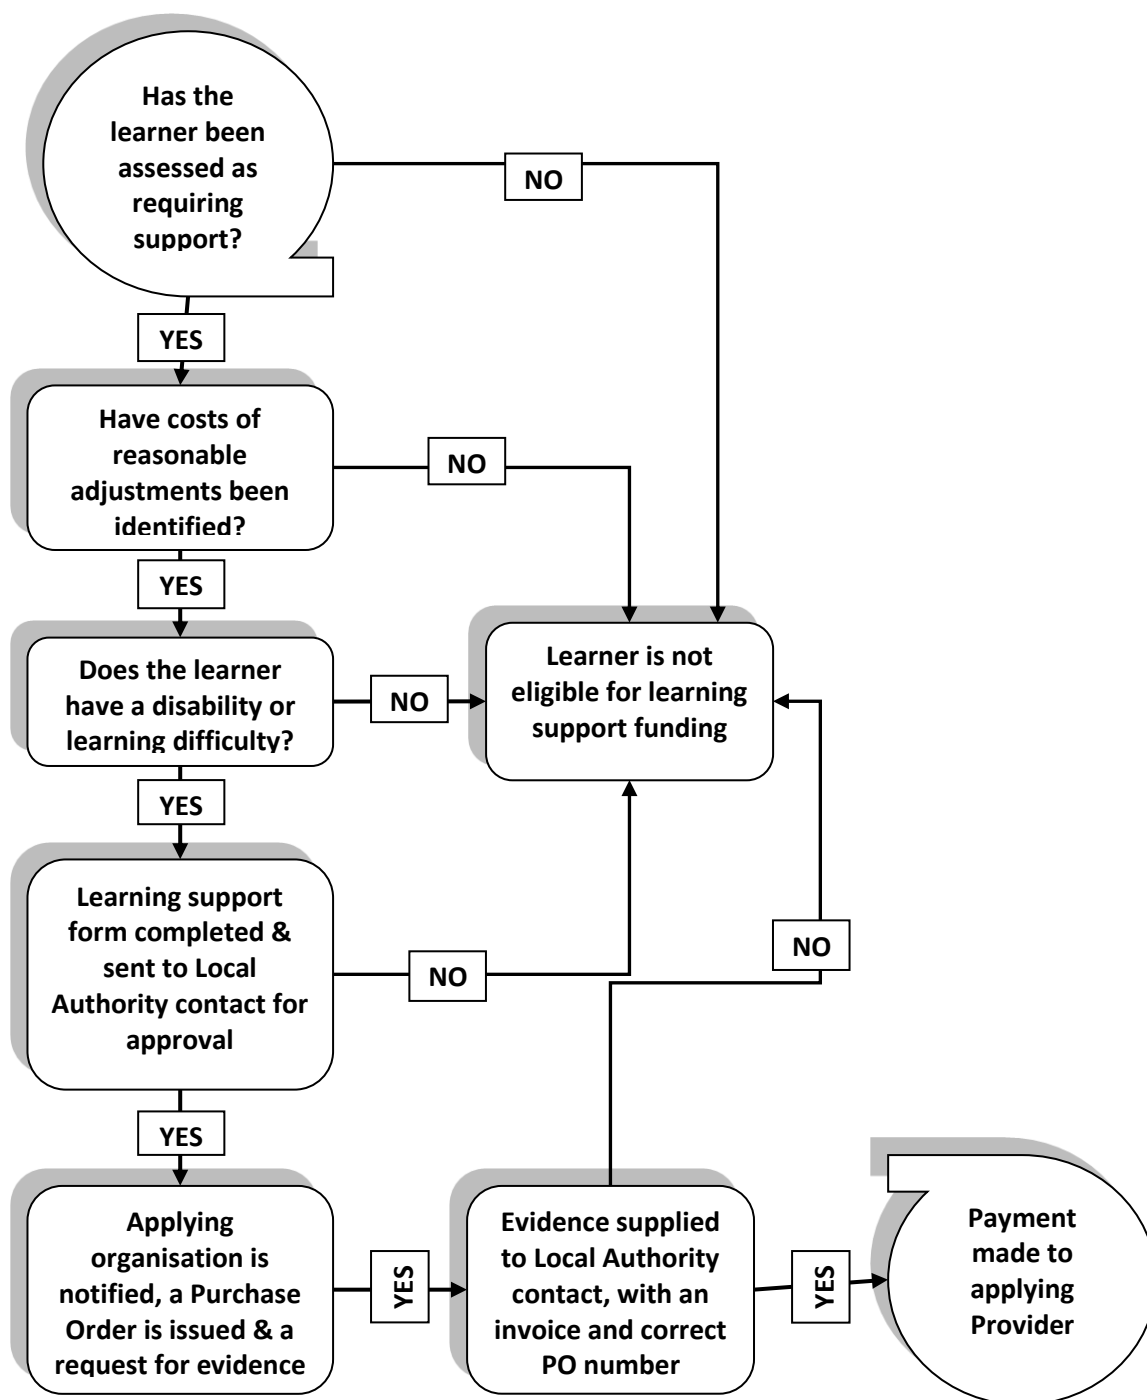 Has the
learner been
assessed as
requiring
support?
NO
YES
Have costs of
reasonable
adjustments been
identified?
NO
YES
Does the learner
have a disability or
learning difficulty?
NO
Learner is not
eligible for learning
support funding
YES
Learning support
form completed &
sent to Local
Authority contact for
approval
NO
NO
YES
Applying
organisation is
notified, a Purchase
Order is issued & a
request for evidence
YES
Evidence supplied
to Local Authority
contact, with an
invoice and correct
PO number
YES
Payment
made to
applying
Provider